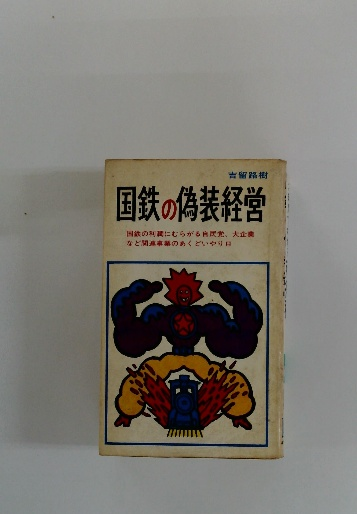 吉留路樹
国鉄の偽装経営
国鉄の利潤にむらがる自民党、大企業
など関連事業のあくどいやり口